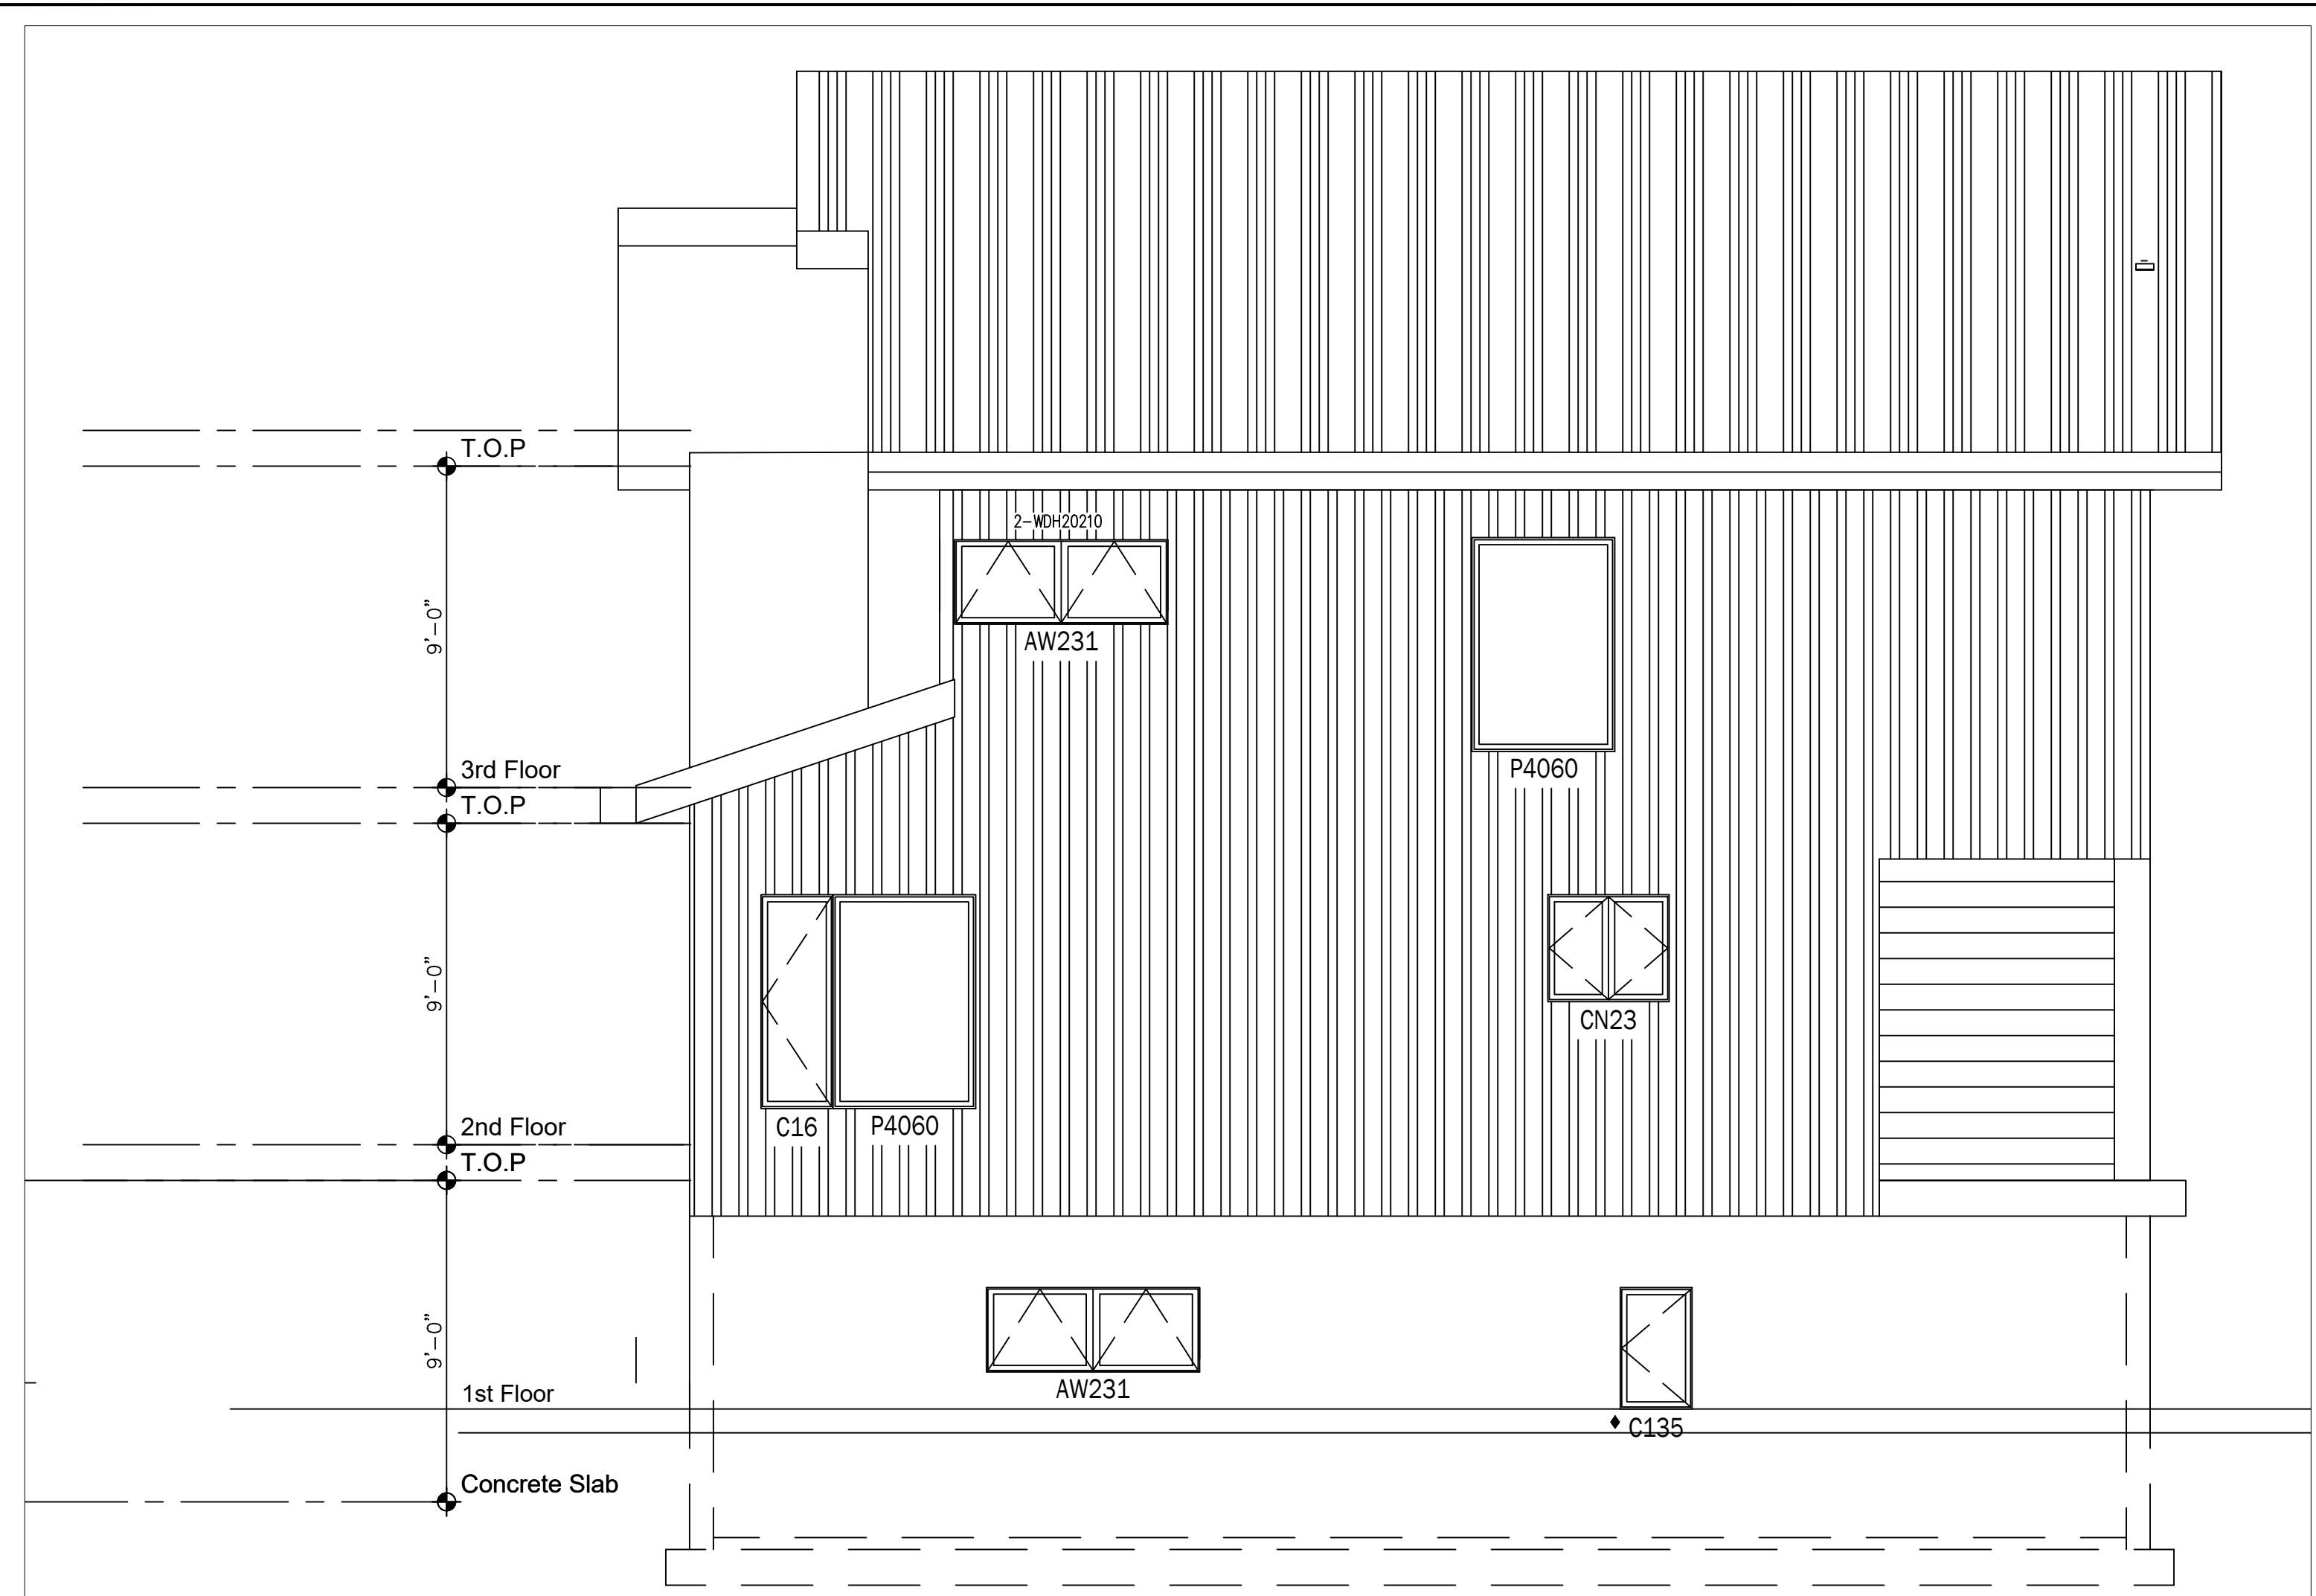 T.O.P
2-WDH20210
9'-0"
AW231
3rd Floor
P4060
T.O.P
9'-0"
CN23
2nd Floor
C16
P4060
T.O.P
9'-0"
1st Floor
AW231
C135
Concrete Slab